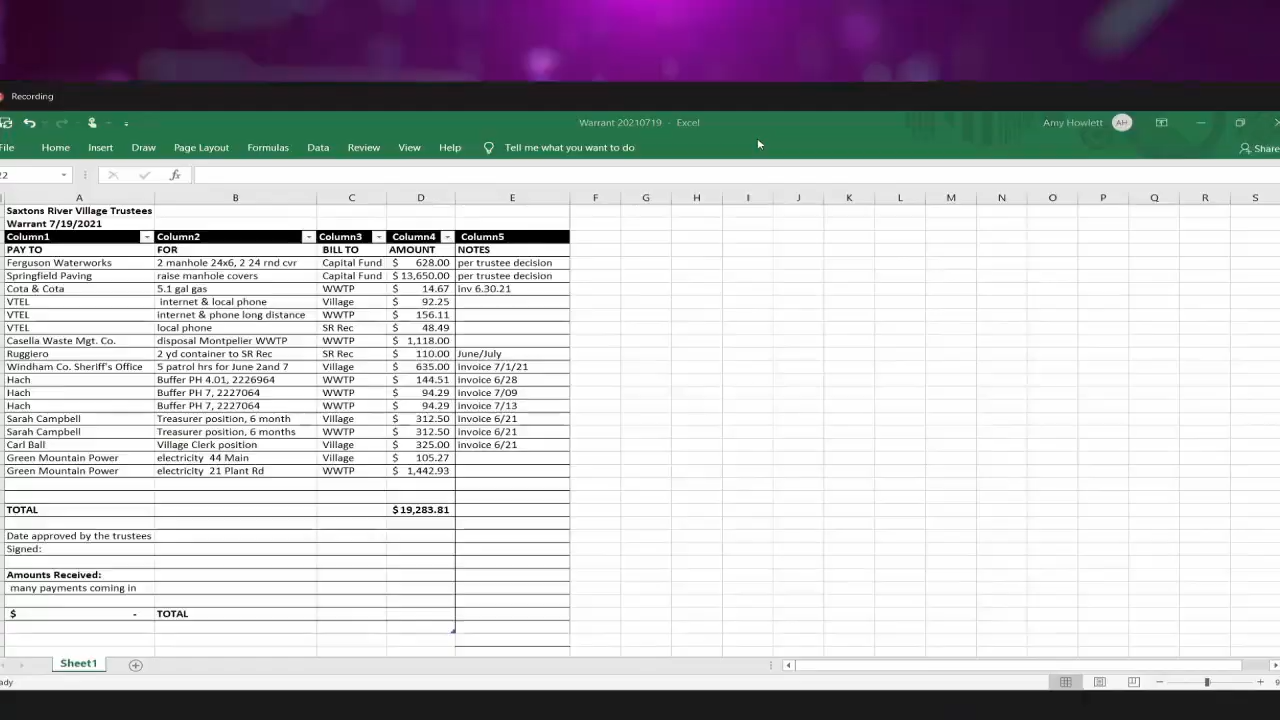 Recording
Warrant 20210719 - Excel
Amy Howlett AH
File Home Insert Draw Page Layout Formulas Data Review View Help Tell me what you want to do Share
fx
A B C D E F G H I J K L M N O P Q R S
Saxtons River Village Trustees
Warrant 7/19/2021
Column1 Column2 Column3 Column4 Column5
PAY TO FOR BILL TO AMOUNT NOTES
Ferguson Waterworks 2 manhole 24x6, 2 24 rnd cvr Capital Fund $ 628.00 per trustee decision
Springfield Paving raise manhole covers Capital Fund $ 13,650.00 per trustee decision
Cota & Cota 5.1 gal gas WWTP $ 14.67 Inv 6.30.21
VTEL internet & local phone Village $ 92.25
VTEL internet & phone long distance WWTP $ 156.11
VTEL local phone SR Rec $ 48.49
Casella Waste Mgt. Co. disposal Montpelier WWTP WWTP $ 1,118.00
Ruggiero 2 yd container to SR Rec SR Rec $ 110.00 June/July
Windham Co. Sheriff's Office 5 patrol hrs for June 2and 7 Village $ 635.00 Invoice 7/1/21
Hach Buffer PH 4.01, 2226964 WWTP $ 144.51 Invoice 6/28
Hach Buffer PH 7, 2227064 WWTP $ 94.29 Invoice 7/09
Hach Buffer PH 7, 2227064 WWTP $ 94.29 Invoice 7/13
Sarah Campbell Treasurer position, 6 month Village $ 312.50 Invoice 6/21
Sarah Campbell Treasurer position, 6 months WWTP $ 312.50 Invoice 6/21
Carl Ball Village Clerk position Village $ 325.00 Invoice 6/21
Green Mountain Power electricity 44 Main Village $ 105.27
Green Mountain Power electricity 21 Plant Rd WWTP $ 1,442.93
TOTAL $ 19,283.81
Date approved by the trustees
Signed:
Amounts Received:
many payments coming in
$ - TOTAL
Sheet1